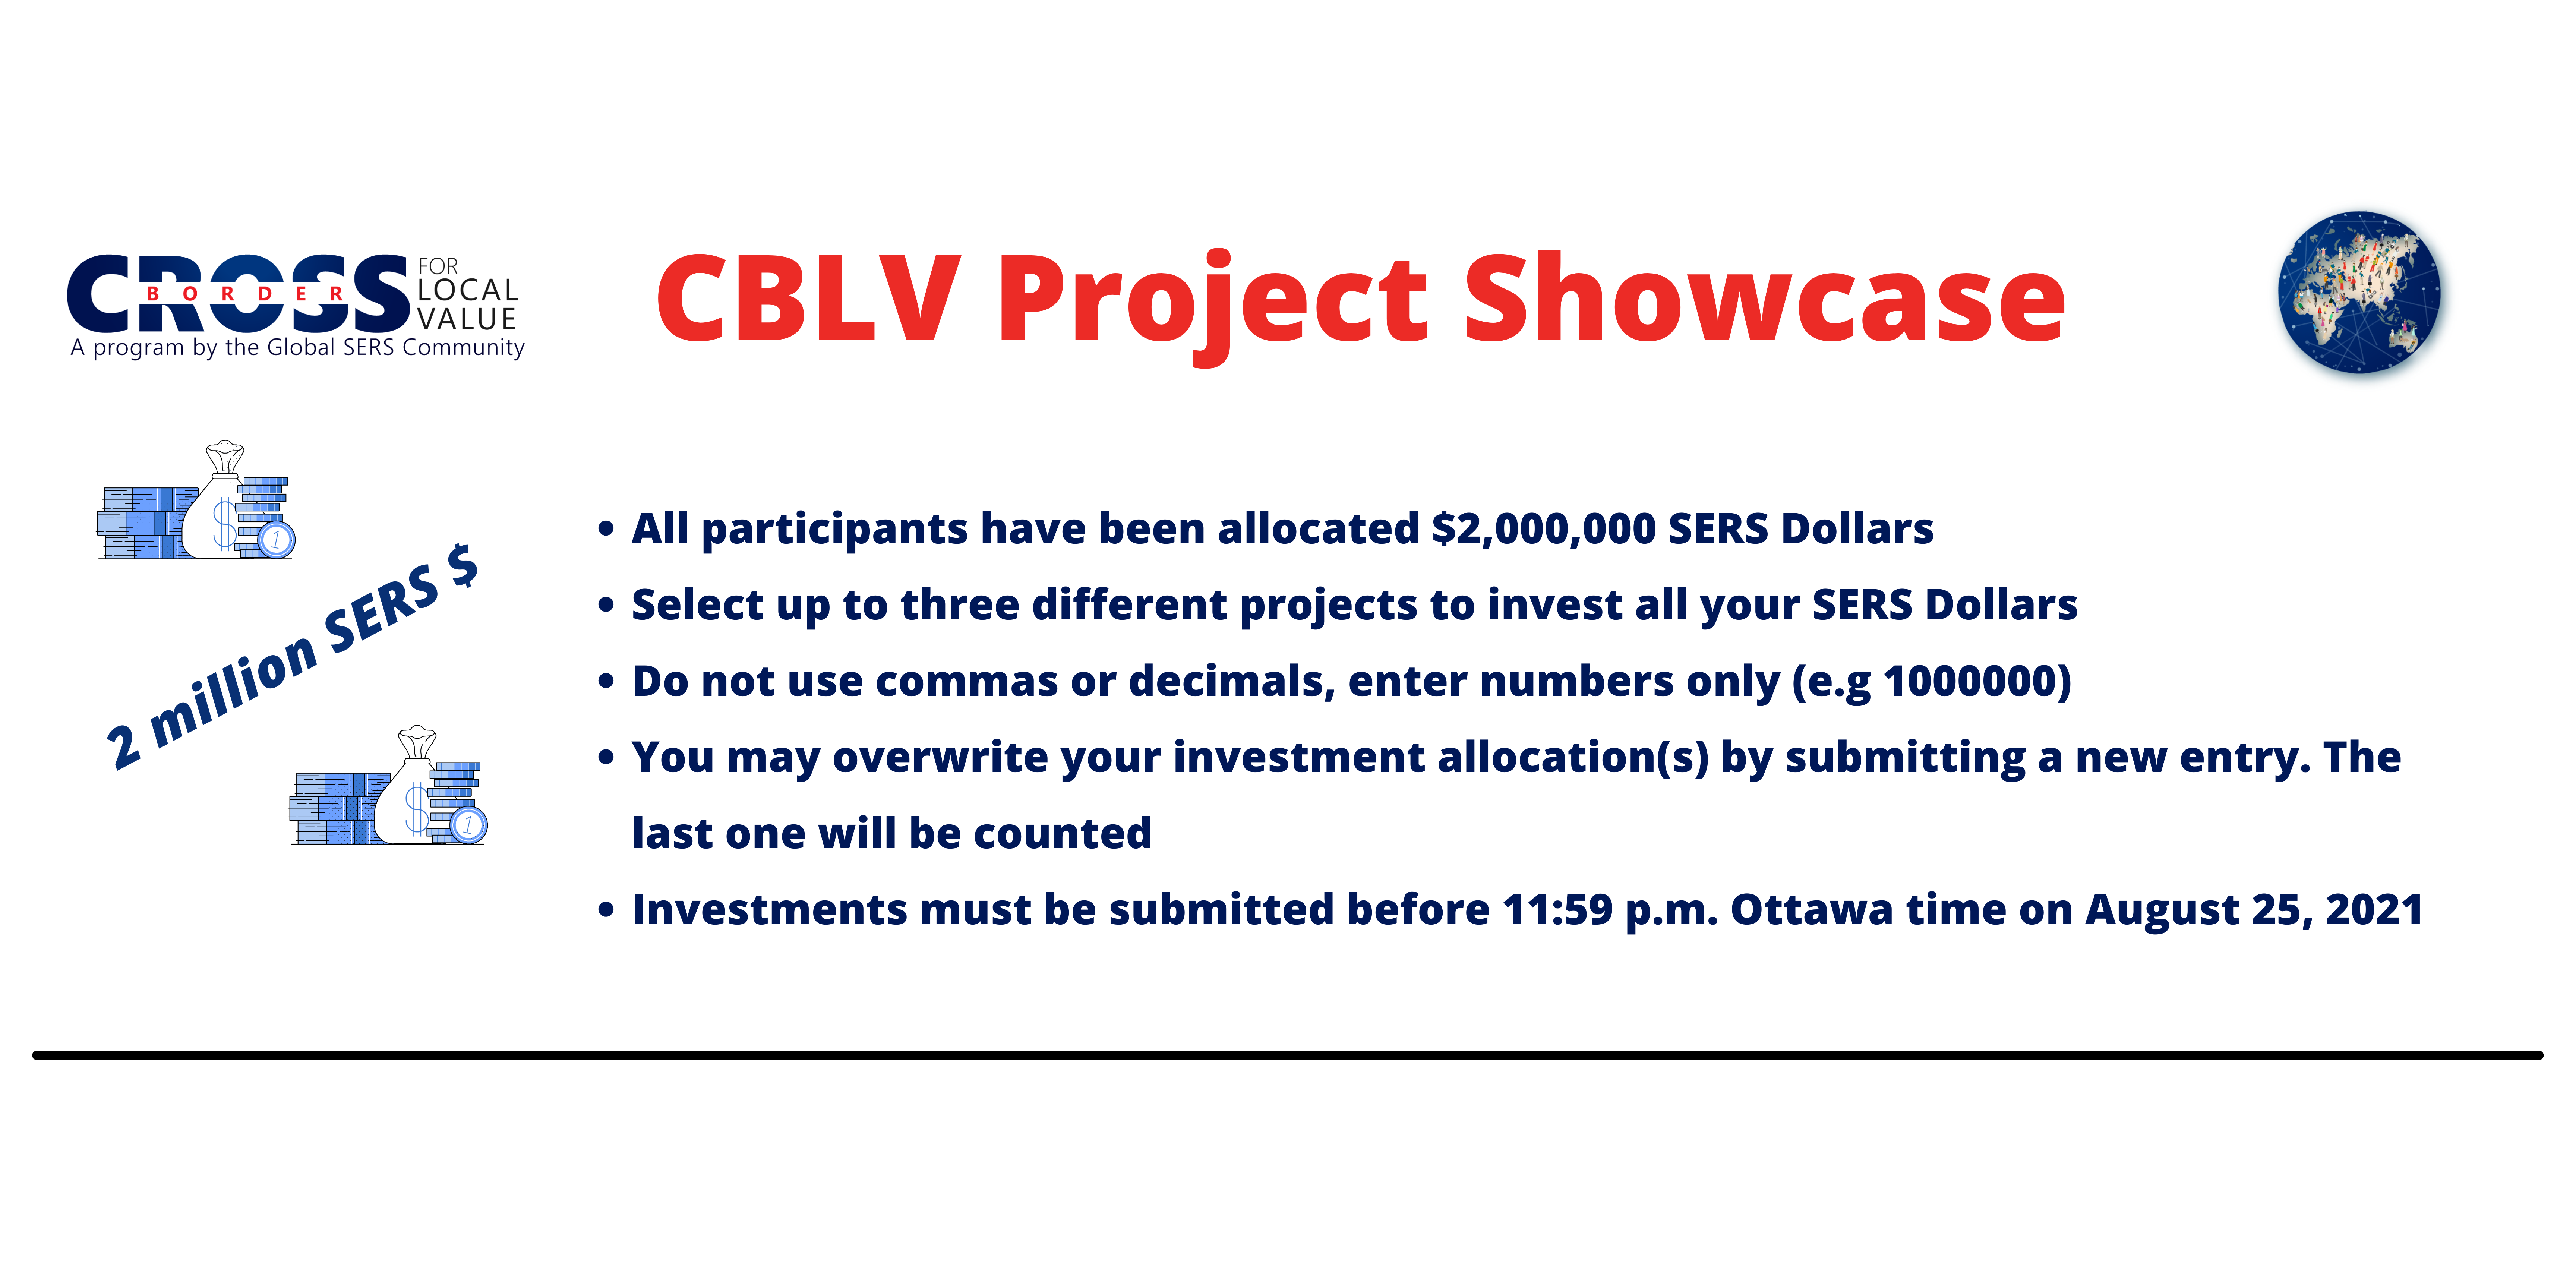 CROSS
BORDER
FOR
LOCAL
VALUE
A program by the Global SERS Community
CBLV Project Showcase
$
1
2 million SERS $
$
1
• All participants have been allocated $2,000,000 SERS Dollars
• Select up to three different projects to invest all your SERS Dollars
• Do not use commas or decimals, enter numbers only (e.g 1000000)
• You may overwrite your investment allocation(s) by submitting a new entry. The
last one will be counted
• Investments must be submitted before 11:59 p.m. Ottawa time on August 25, 2021